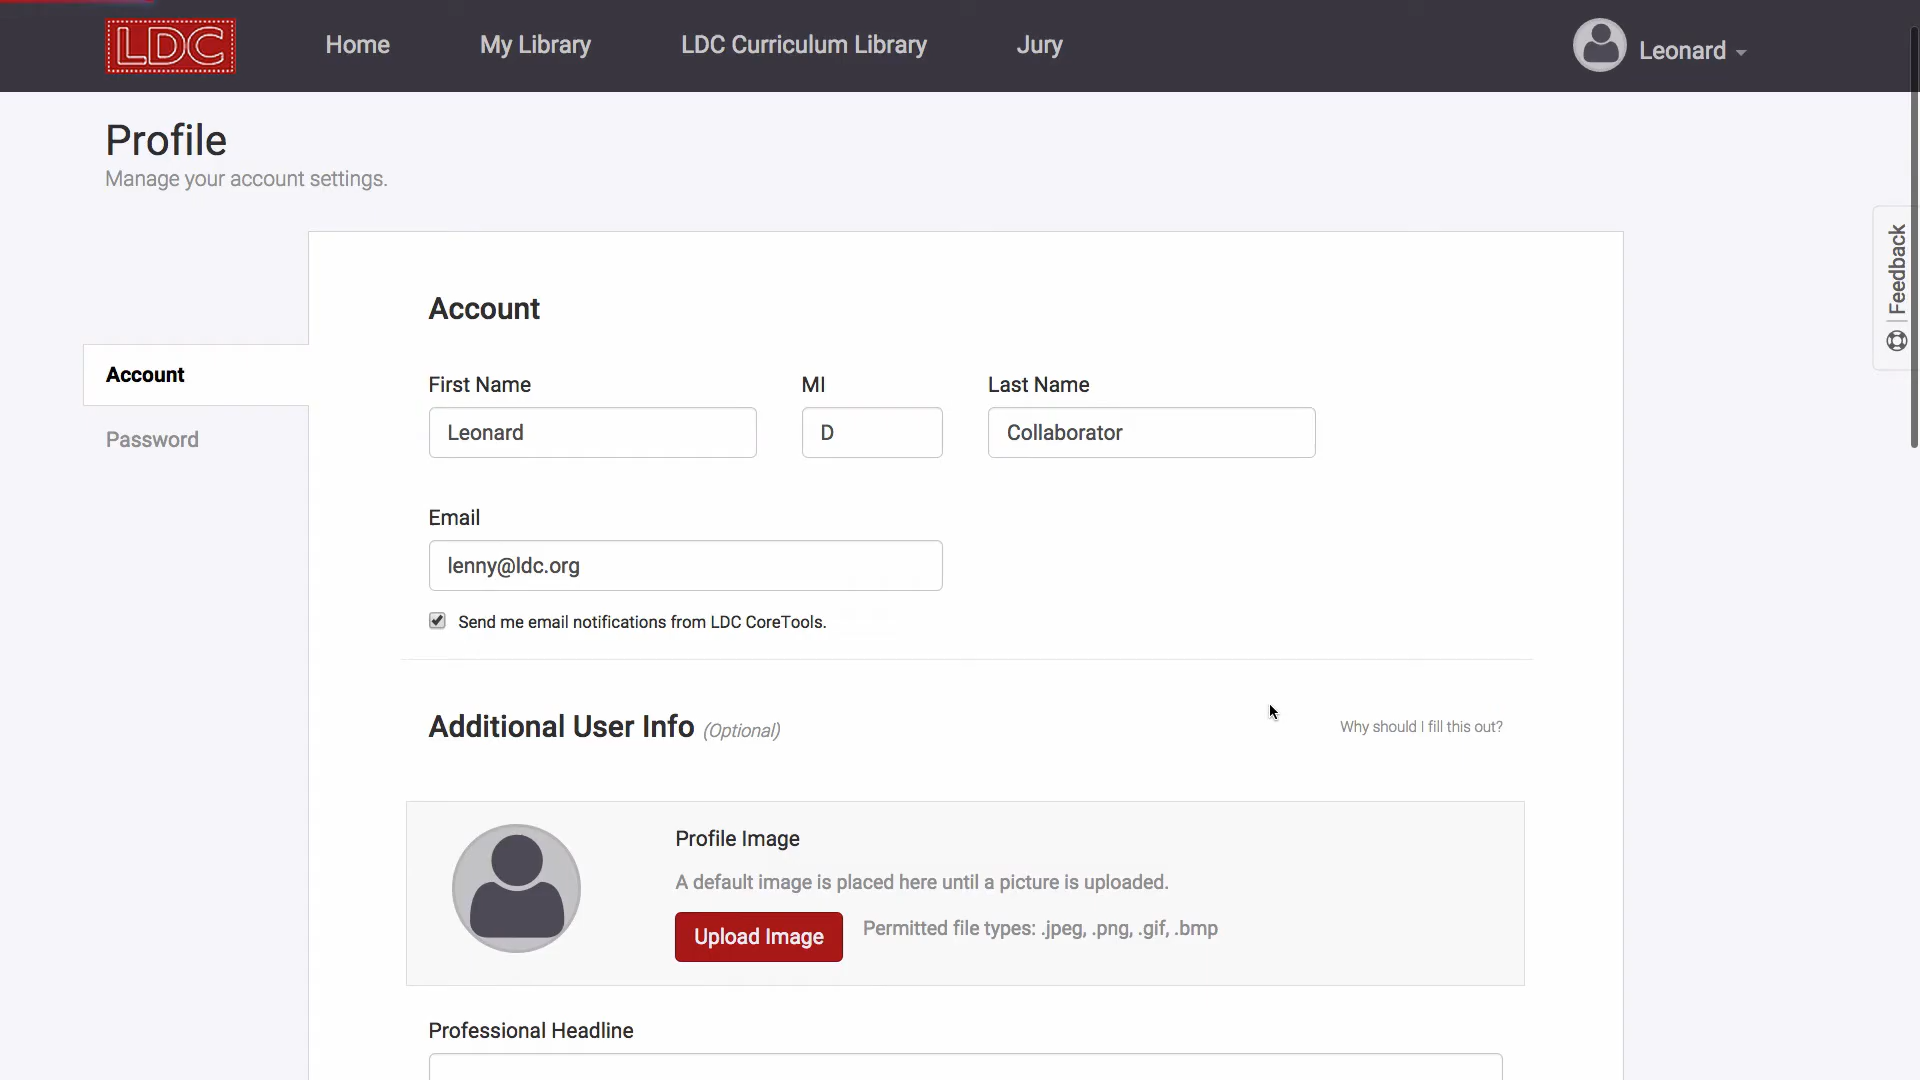 LDC
Home
My Library
LDC Curriculum Library
Jury
Leonard
Profile
Manage your account settings.
Feedback
Account
Account
Password
First Name
MI
Last Name
Leonard
D
Collaborator
Email
lenny@ldc.org
Send me email notifications from LDC CoreTools.
Additional User Info (Optional)
Why should I fill this out?
Profile Image
A default image is placed here until a picture is uploaded.
Upload Image
Permitted file types: .jpeg, .png, .gif, .bmp
Professional Headline